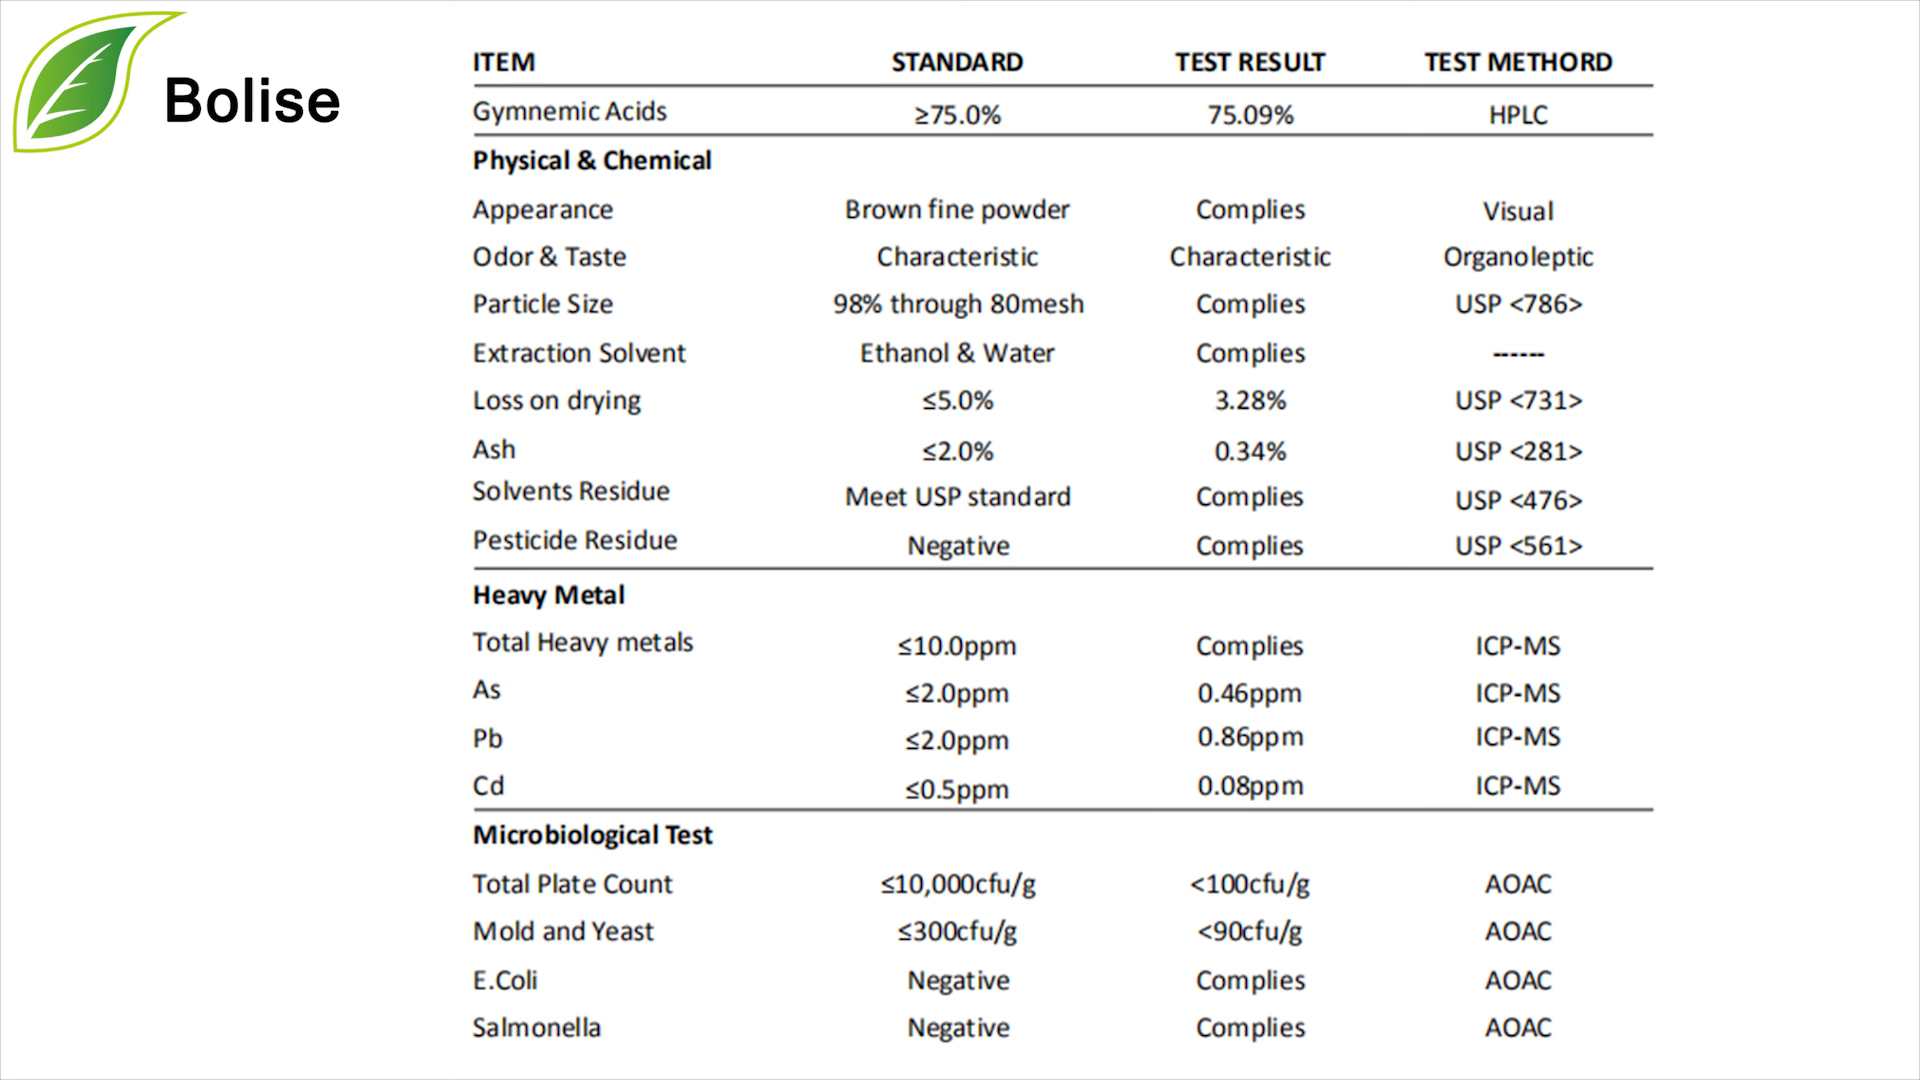 Bolise
ITEM STANDARD TEST RESULT TEST METHORD
Gymnemic Acids ≥75.0% 75.09% HPLC
Physical & Chemical
Appearance Brown fine powder Complies Visual
Odor & Taste Characteristic Characteristic Organoleptic
Particle Size 98% through 80mesh Complies USP <786>
Extraction Solvent Ethanol & Water Complies ------
Loss on drying ≤5.0% 3.28% USP <731>
Ash ≤2.0% 0.34% USP <281>
Solvents Residue Meet USP standard Complies USP <476>
Pesticide Residue Negative Complies USP <561>
Heavy Metal
Total Heavy metals ≤10.0ppm Complies ICP-MS
As ≤2.0ppm 0.46ppm ICP-MS
Pb ≤2.0ppm 0.86ppm ICP-MS
Cd ≤0.5ppm 0.08ppm ICP-MS
Microbiological Test
Total Plate Count ≤10,000cfu/g <100cfu/g AOAC
Mold and Yeast ≤300cfu/g <90cfu/g AOAC
E.Coli Negative Complies AOAC
Salmonella Negative Complies AOAC